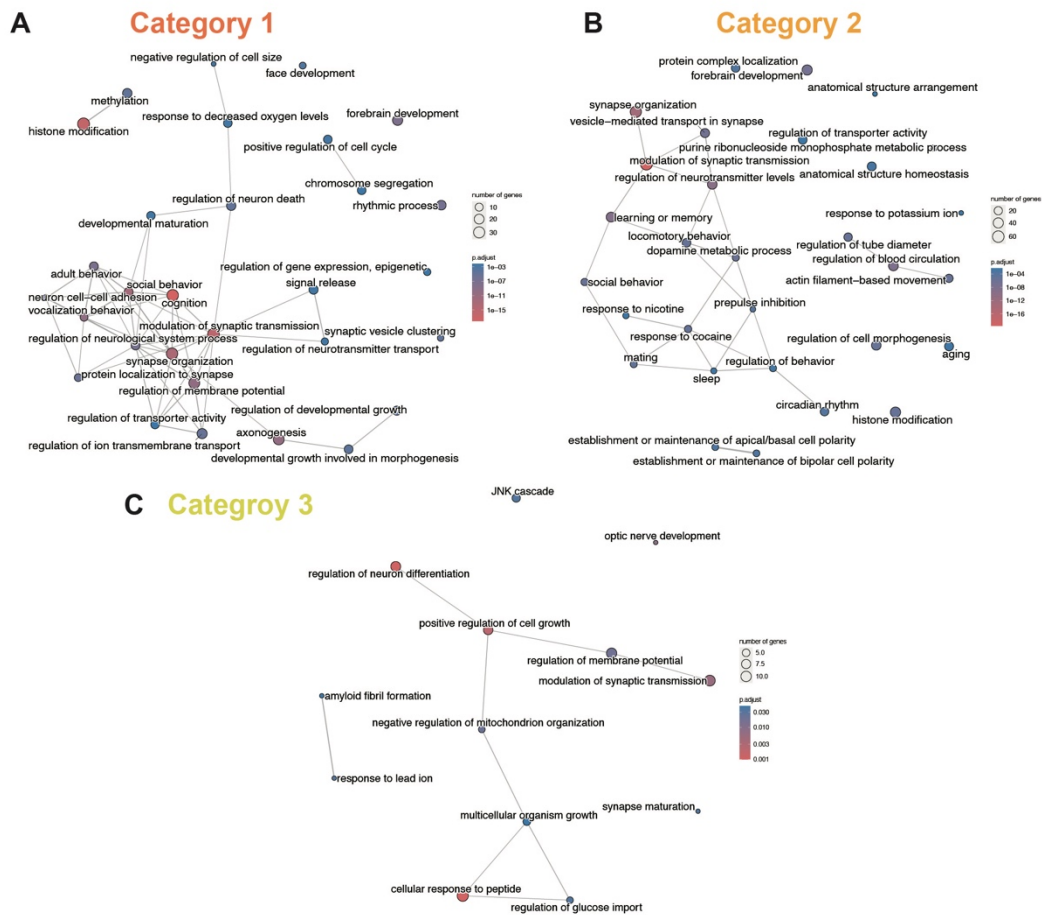 A
Category 1
negative regulation of cell size
face development
methylation
histone modification
response to decreased oxygen levels
forebrain development
positive regulation of cell cycle
chromosome segregation
rhythmic process
regulation of neuron death
developmental maturation
regulation of gene expression, epigenetic
adult behavior
social behavior
signal release
neuron cell-cell adhesion
cognition
vocalization behavior
modulation of synaptic transmission
synaptic vesicle clustering
regulation of neurological system process
regulation of neurotransmitter transport
synapse organization
protein localization to synapse
regulation of membrane potential
regulation of developmental growth
regulation of transporter activity
axonogenesis
regulation of ion transmembrane transport
developmental growth involved in morphogenesis
number of genes
10
20
30
p.adjust
1e-03
1e-07
1e-11
1e-15
B
Category 2
protein complex localization
forebrain development
anatomical structure arrangement
synapse organization
vesicle-mediated transport in synapse
regulation of transporter activity
purine ribonucleoside monophosphate metabolic process
modulation of synaptic transmission
anatomical structure homeostasis
regulation of neurotransmitter levels
learning or memory
response to potassium ion
locomotory behavior
dopamine metabolic process
regulation of tube diameter
regulation of blood circulation
social behavior
actin filament-based movement
response to nicotine
prepulse inhibition
response to cocaine
regulation of cell morphogenesis
aging
mating
regulation of behavior
sleep
circadian rhythm
histone modification
establishment or maintenance of apical/basal cell polarity
establishment or maintenance of bipolar cell polarity
number of genes
20
40
60
p.adjust
1e-04
1e-08
1e-12
1e-16
C
Categroy 3
JNK cascade
optic nerve development
regulation of neuron differentiation
positive regulation of cell growth
regulation of membrane potential
modulation of synaptic transmission
amyloid fibril formation
negative regulation of mitochondrion organization
response to lead ion
synapse maturation
multicellular organism growth
cellular response to peptide
regulation of glucose import
number of genes
5.0
7.5
10.0
p.adjust
0.030
0.010
0.003
0.001